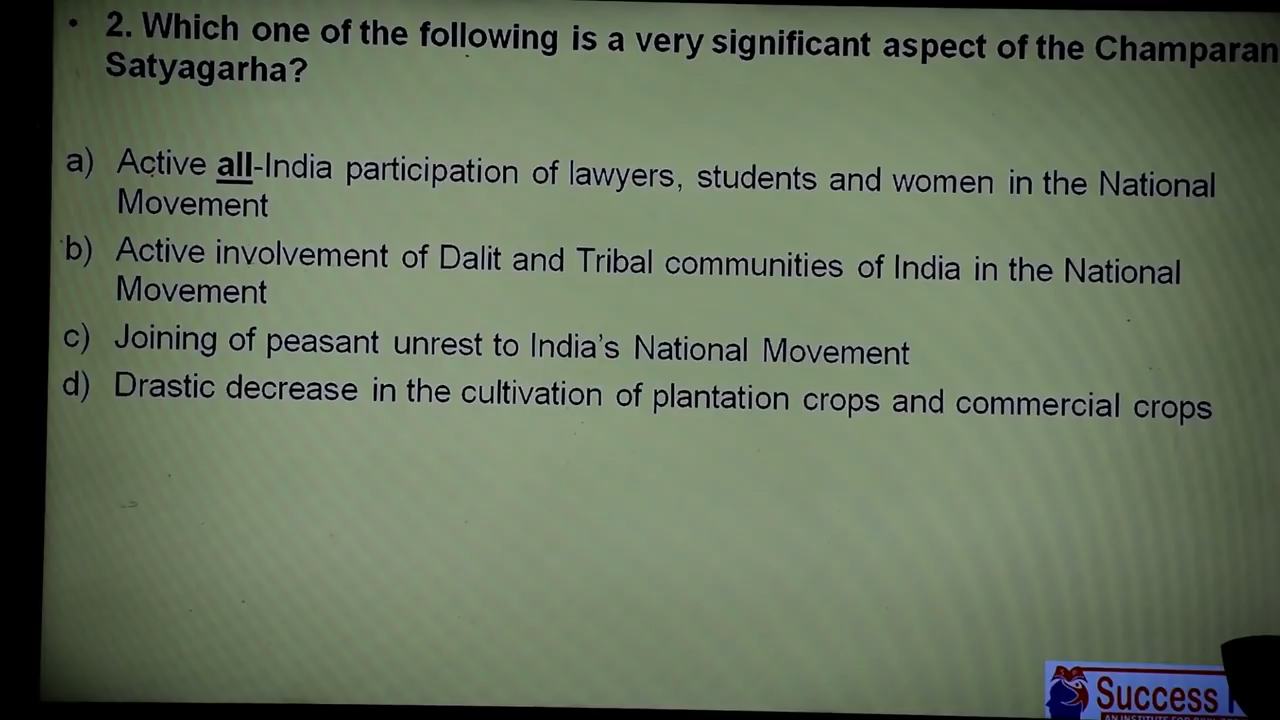 • 2. Which one of the following is a very significant aspect of the Champaran
Satyagarha?
a) Active all-India participation of lawyers, students and women in the National
Movement
b) Active involvement of Dalit and Tribal communities of India in the National
Movement
c) Joining of peasant unrest to India's National Movement
d) Drastic decrease in the cultivation of plantation crops and commercial crops
Success
AN INSTITUTE FOR